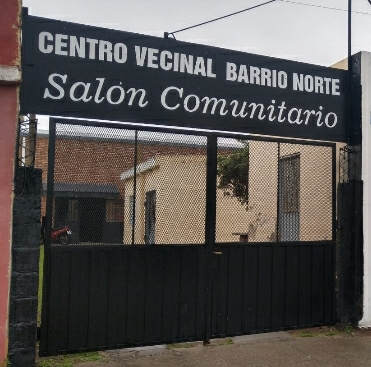 CENTRO VECINAL BARRIO NORTE
Salón Comunitario